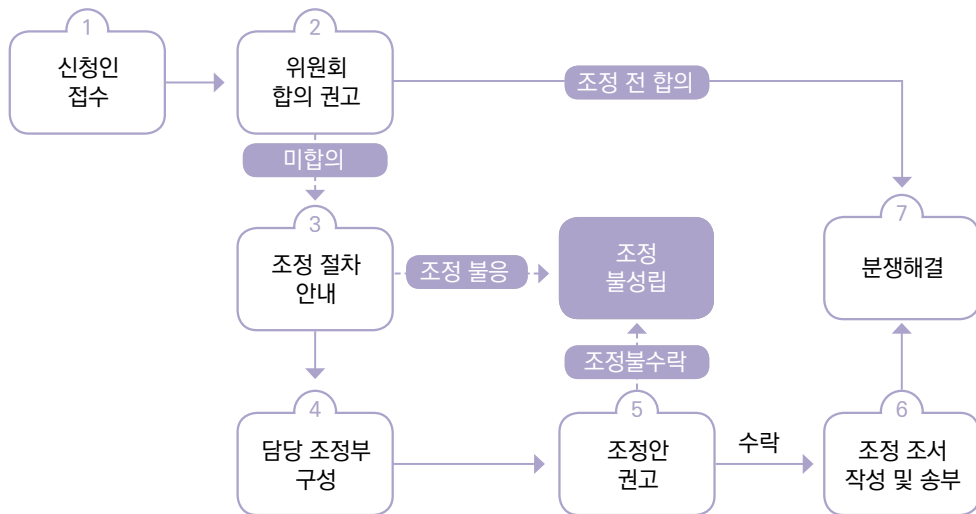 1
신청인
접수
2
위원회
합의 권고
조정 전 합의
미합의
3
조정 절차
안내
조정 불응
조정
불성립
7
분쟁해결
조정불수락
4
담당 조정부
구성
5
조정안
권고
수락
6
조정 조서
작성 및 송부